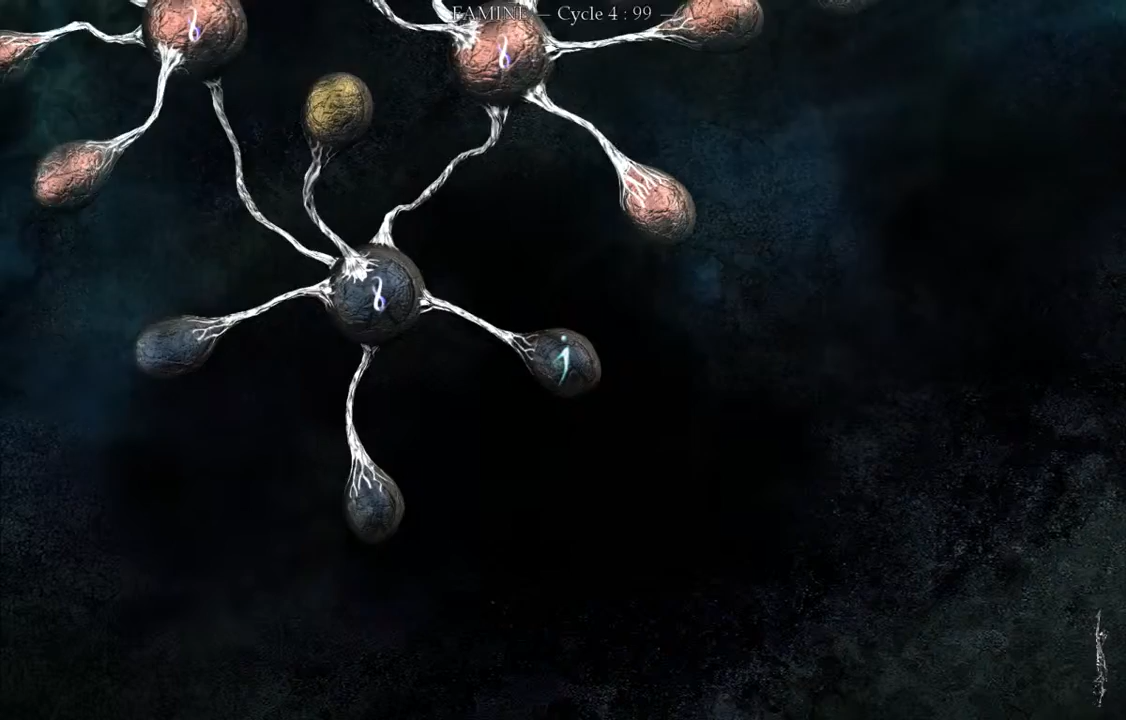 FAMINE — Cycle 4 : 99 —